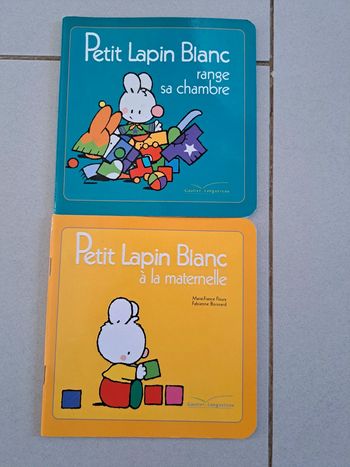 Petit Lapin Blanc
range
sa chambre
Gautier-Languereau
Petit Lapin Blanc
à la maternelle
Marie-France Floury
Fabienne Boisnard
Gautier-Languereau